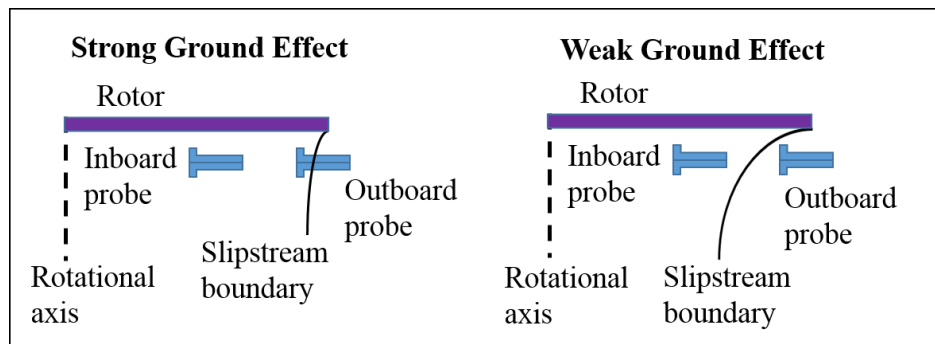 Strong Ground Effect
Rotor
Inboard
probe
Outboard
probe
Slipstream
boundary
Rotational
axis
Weak Ground Effect
Rotor
Inboard
probe
Outboard
probe
Slipstream
boundary
Rotational
axis